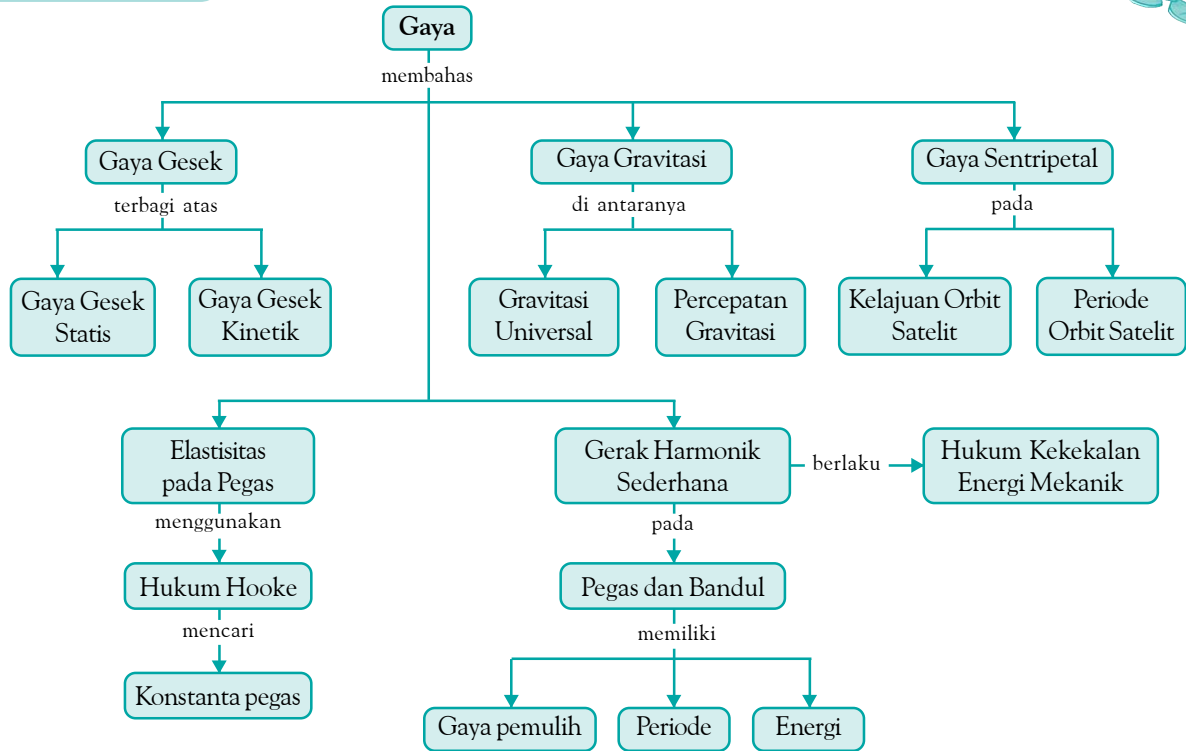 Gaya
membahas
Gaya Gesek
Gaya Gravitasi
Gaya Sentripetal
terbagi atas
di antaranya
pada
Gaya Gesek
Statis
Gaya Gesek
Kinetik
Gravitasi
Universal
Percepatan
Gravitasi
Kelajuan Orbit
Satelit
Periode
Orbit Satelit
Elastisitas
pada Pegas
Gerak Harmonik
Sederhana
berlaku
Hukum Kekekalan
Energi Mekanik
menggunakan
pada
Hukum Hooke
Pegas dan Bandul
mencari
memiliki
Konstanta pegas
Gaya pemulih
Periode
Energi